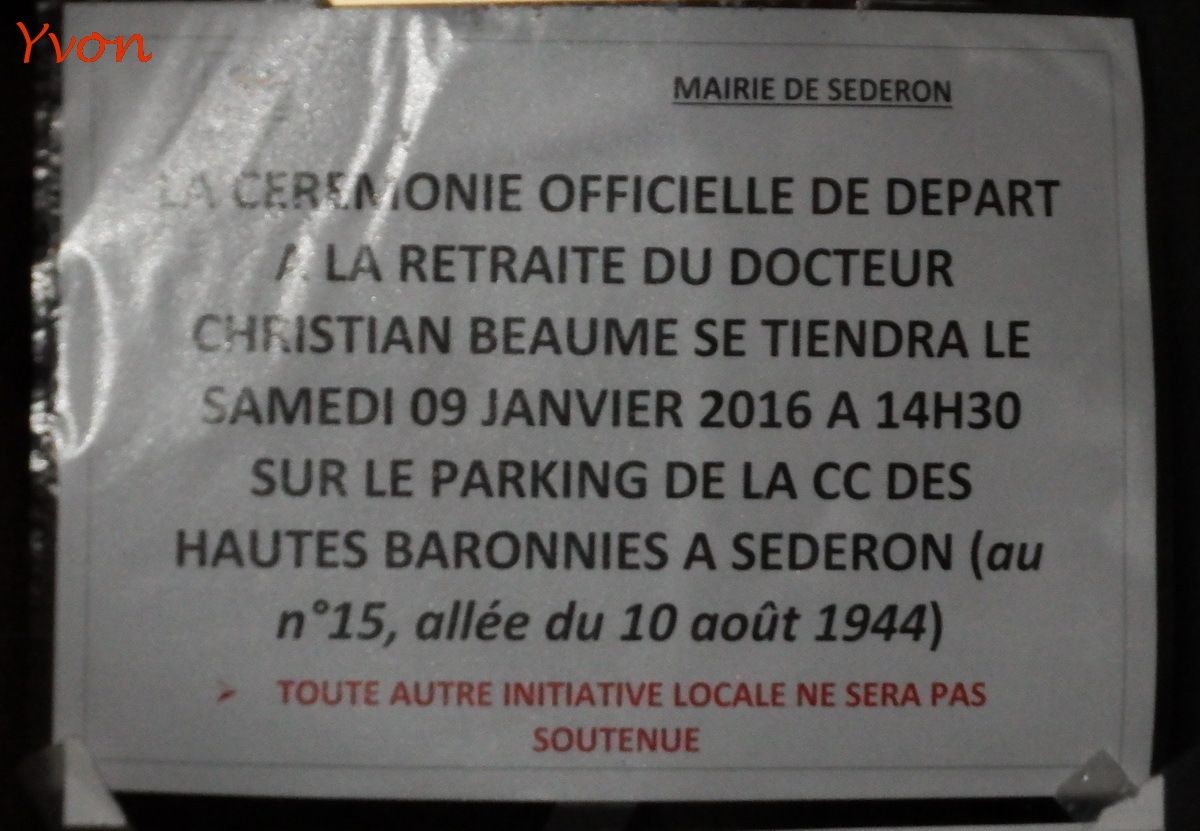 Yvon
MAIRIE DE SEDERON
LA CEREMONIE OFFICIELLE DE DEPART
A LA RETRAITE DU DOCTEUR
CHRISTIAN BEAUME SE TIENDRA LE
SAMEDI 09 JANVIER 2016 A 14H30
SUR LE PARKING DE LA CC DES
HAUTES BARONNIES A SEDERON (au
n°15, allée du 10 août 1944)
➢ TOUTE AUTRE INITIATIVE LOCALE NE SERA PAS
SOUTENUE